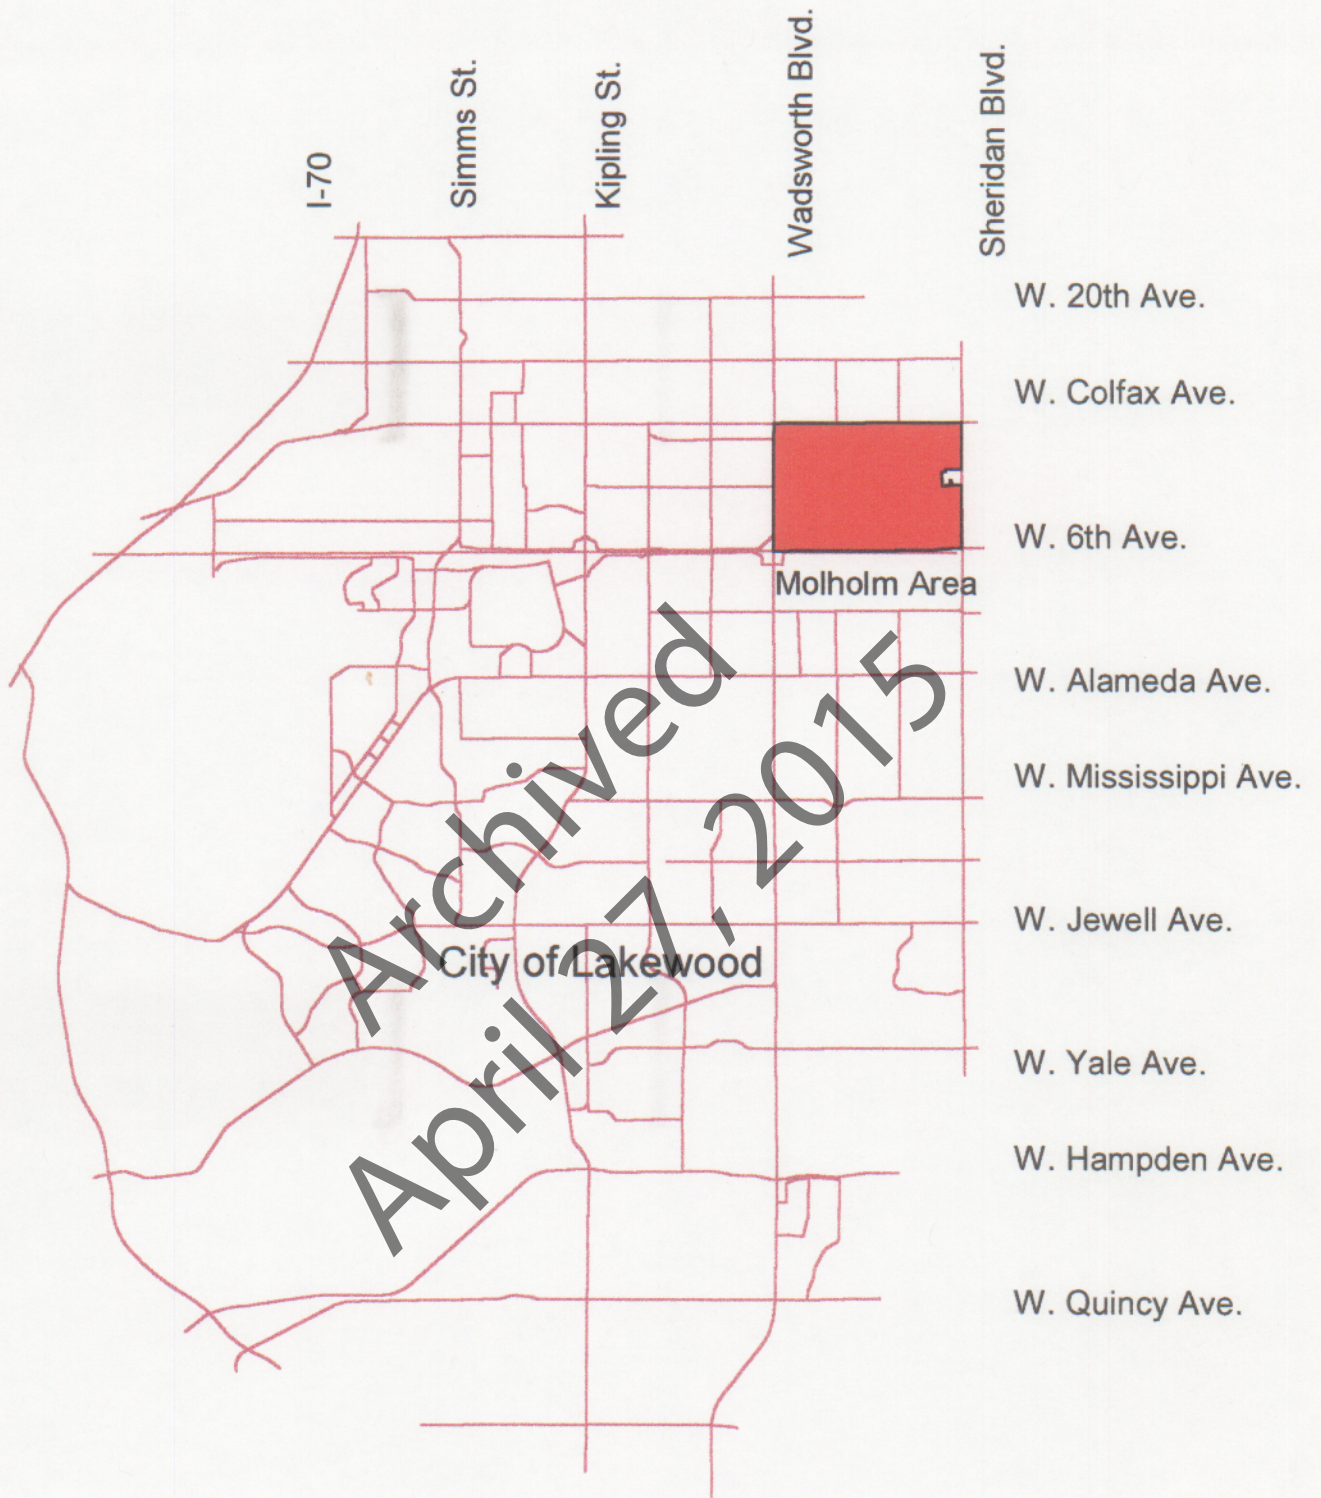 I-70
Simms St.
Kipling St.
Wadsworth Blvd.
Sheridan Blvd.
W. 20th Ave.
W. Colfax Ave.
W. 6th Ave.
Molholm Area
W. Alameda Ave.
W. Mississippi Ave.
W. Jewell Ave.
City of Lakewood
W. Yale Ave.
W. Hampden Ave.
W. Quincy Ave.
Archived
April 27, 2015